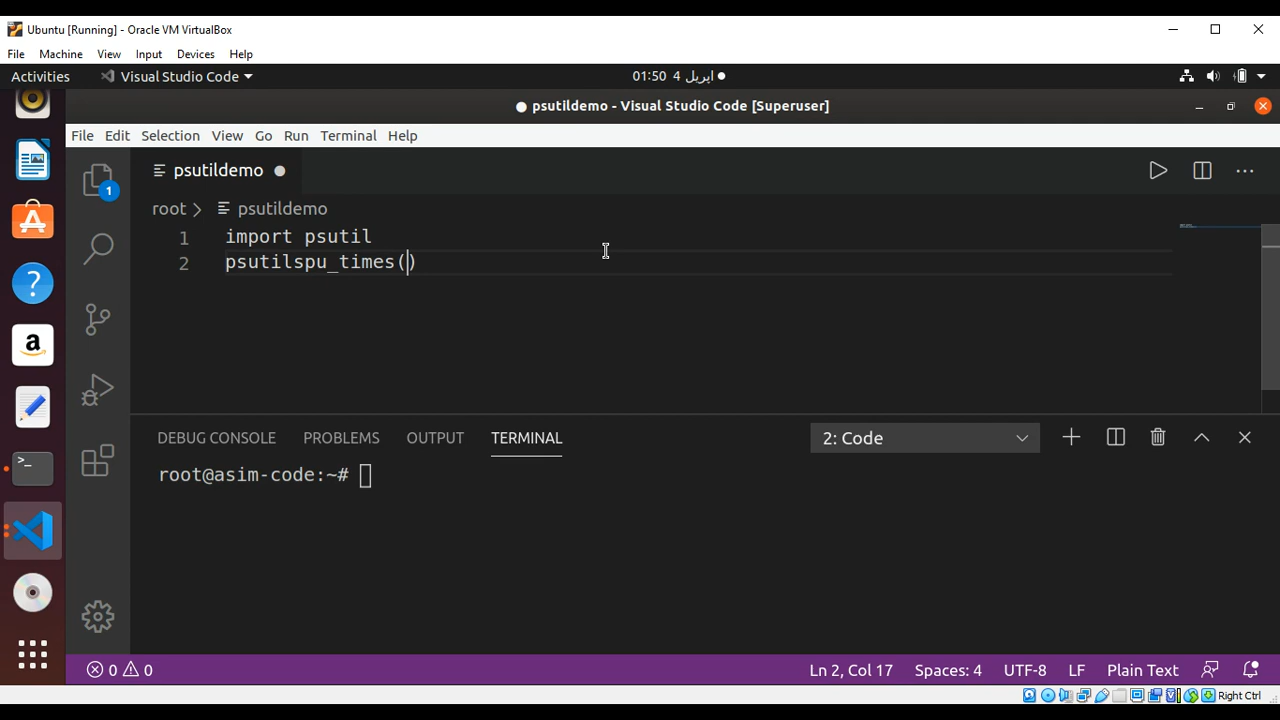 Ubuntu [Running] - Oracle VM VirtualBox
File Machine View Input Devices Help
Activities Visual Studio Code 01:50 4 اپریل
psutildemo - Visual Studio Code [Superuser]
File Edit Selection View Go Run Terminal Help
1
psutildemo
root > psutildemo
1 import psutil
2 psutilspu_times()
DEBUG CONSOLE PROBLEMS OUTPUT TERMINAL 2: Code
root@asim-code:~#
0 0 Ln 2, Col 17 Spaces: 4 UTF-8 LF Plain Text
Right Ctrl